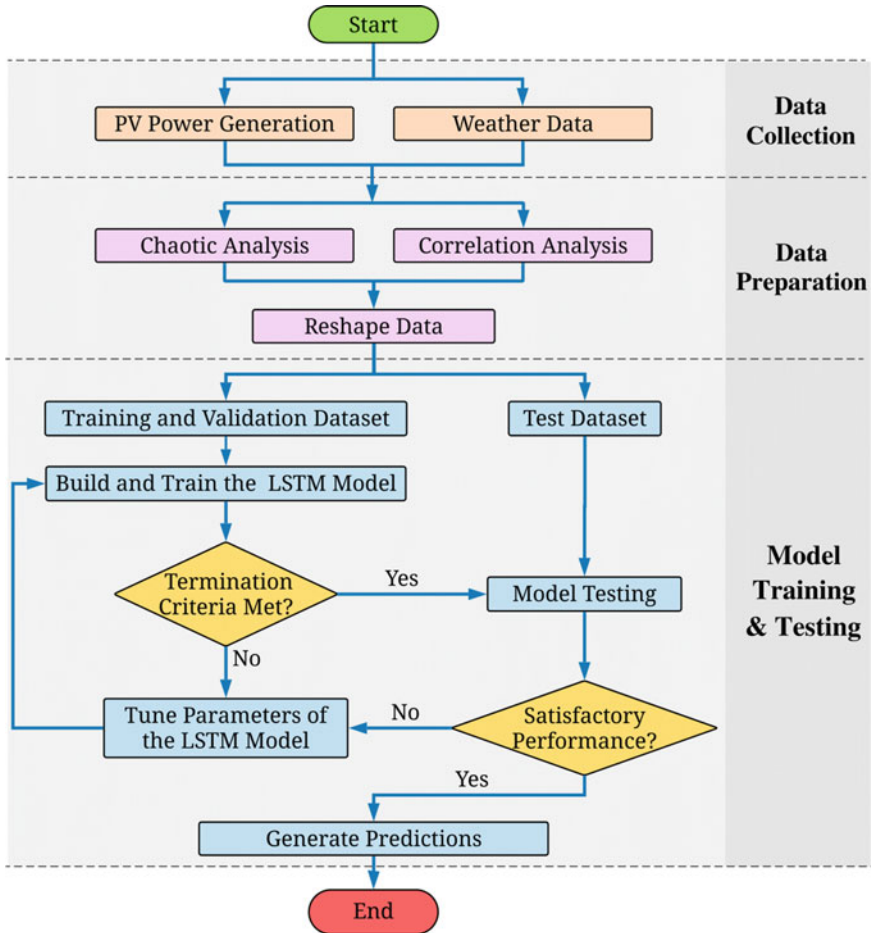 Start
PV Power Generation
Weather Data
Data
Collection
Chaotic Analysis
Correlation Analysis
Data
Preparation
Reshape Data
Training and Validation Dataset
Test Dataset
Build and Train the LSTM Model
Termination
Criteria Met?
Yes
Model Testing
Model
Training
& Testing
No
Tune Parameters of
the LSTM Model
No
Satisfactory
Performance?
Yes
Generate Predictions
End